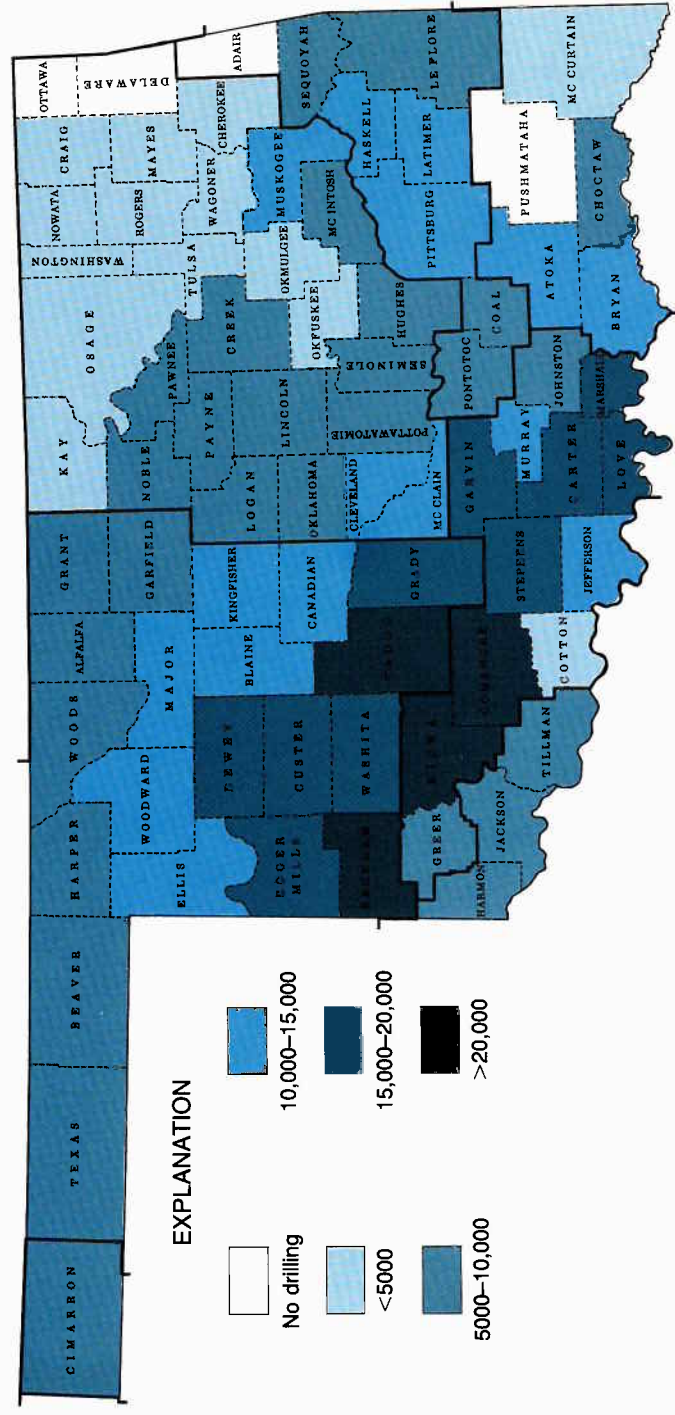 CIMARRON
TEXAS
BEAVER
HARPER
WOODS
ALFALFA
GRANT
KAY
OSAGE
WASHINGTON
NOWATA
CRAIG
OTTAWA
ELLIS
WOODWARD
MAJOR
GARFIELD
NOBLE
PAWNEE
TULSA
ROGERS
MAYES
DELAWARE
ROGER
MILLS
DEWEY
CUSTER
BLAINE
KINGFISHER
LOGAN
PAYNE
CREEK
WAGONER
CHEROKEE
ADAIR
BECKHAM
WASHITA
CADDO
CANADIAN
OKLAHOMA
LINCOLN
OKFUSKEE
OKMULGEE
MUSKOGEE
SEQUOYAH
MC INTOSH
GREER
KIOWA
GRADY
CLEVELAND
MC CLAIN
POTTAWATOMIE
SEMINOLE
HUGHES
HASKELL
HARMON
JACKSON
COMANCHE
GARVIN
PONTOTOC
PITTSBURG
LATIMER
LE FLORE
TILLMAN
COTTON
STEPHENS
MURRAY
COAL
JEFFERSON
CARTER
JOHNSTON
ATOKA
PUSHMATAHA
MC CURTAIN
LOVE
MARSHALL
BRYAN
CHOCTAW
EXPLANATION
No drilling
<5000
5000–10,000
10,000–15,000
15,000–20,000
>20,000